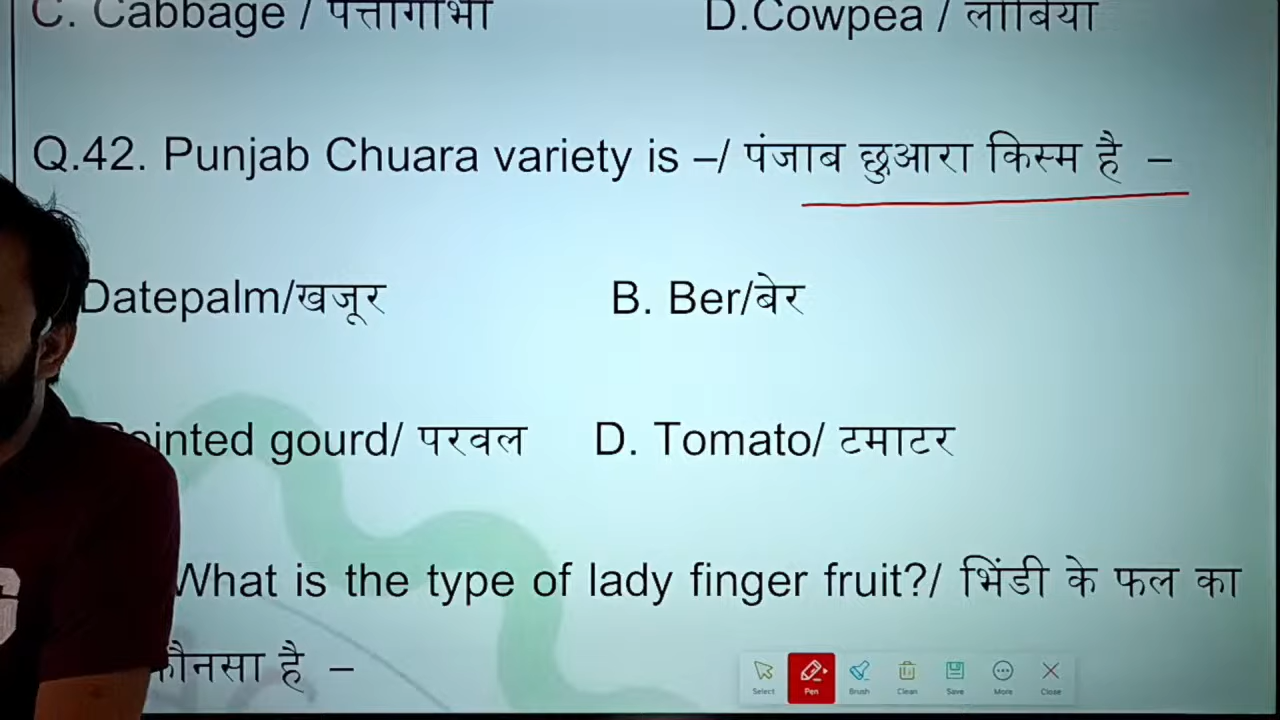 C. Cabbage / पत्तागोभी D.Cowpea / लोबिया
Q.42. Punjab Chuara variety is –/ पंजाब छुआरा किस्म है –
Datepalm/खजूर B. Ber/बेर
Pointed gourd/ परवल D. Tomato/ टमाटर
What is the type of lady finger fruit?/ भिंडी के फल का
कौनसा है –
Select Pen Brush Clean Save More Close